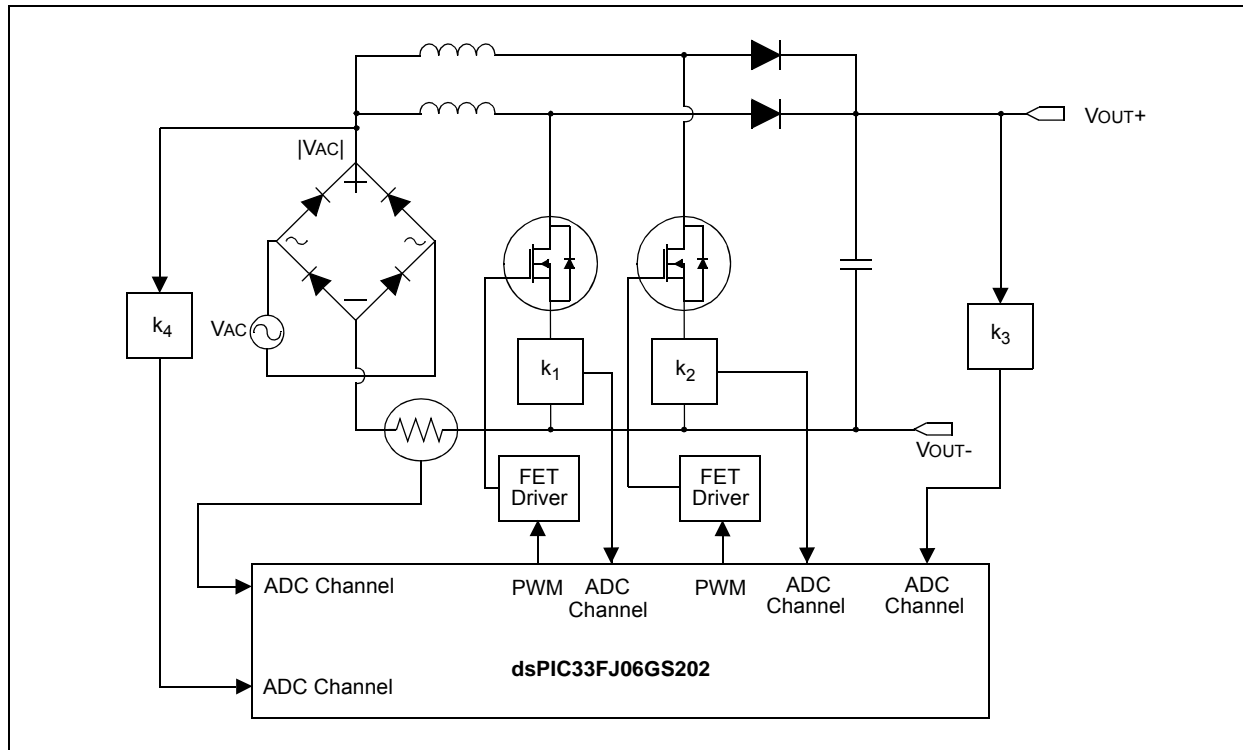 VOUT+
|VAC|
k4
VAC
k1
k2
k3
VOUT-
FET
Driver
FET
Driver
ADC Channel
PWM
ADC
Channel
PWM
ADC
Channel
ADC
Channel
dsPIC33FJ06GS202
ADC Channel